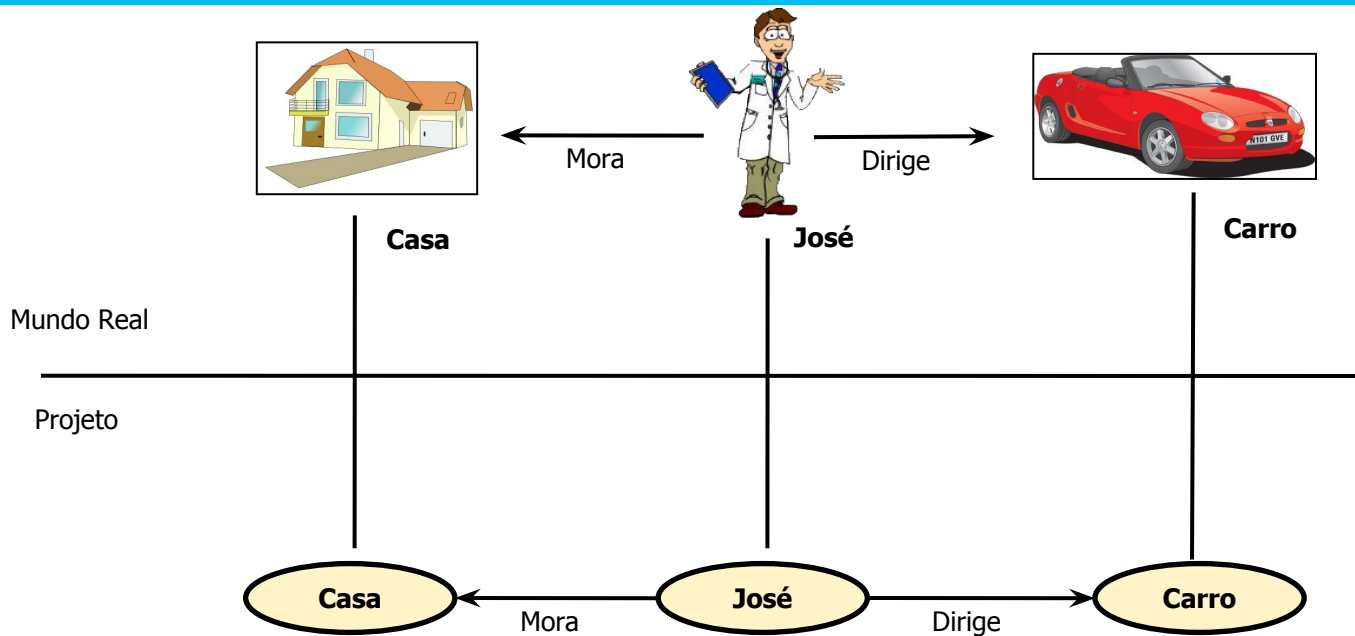 N101 GVE
Mora
Dirige
Casa
José
Carro
Mundo Real
Projeto
Casa
José
Carro
Mora
Dirige